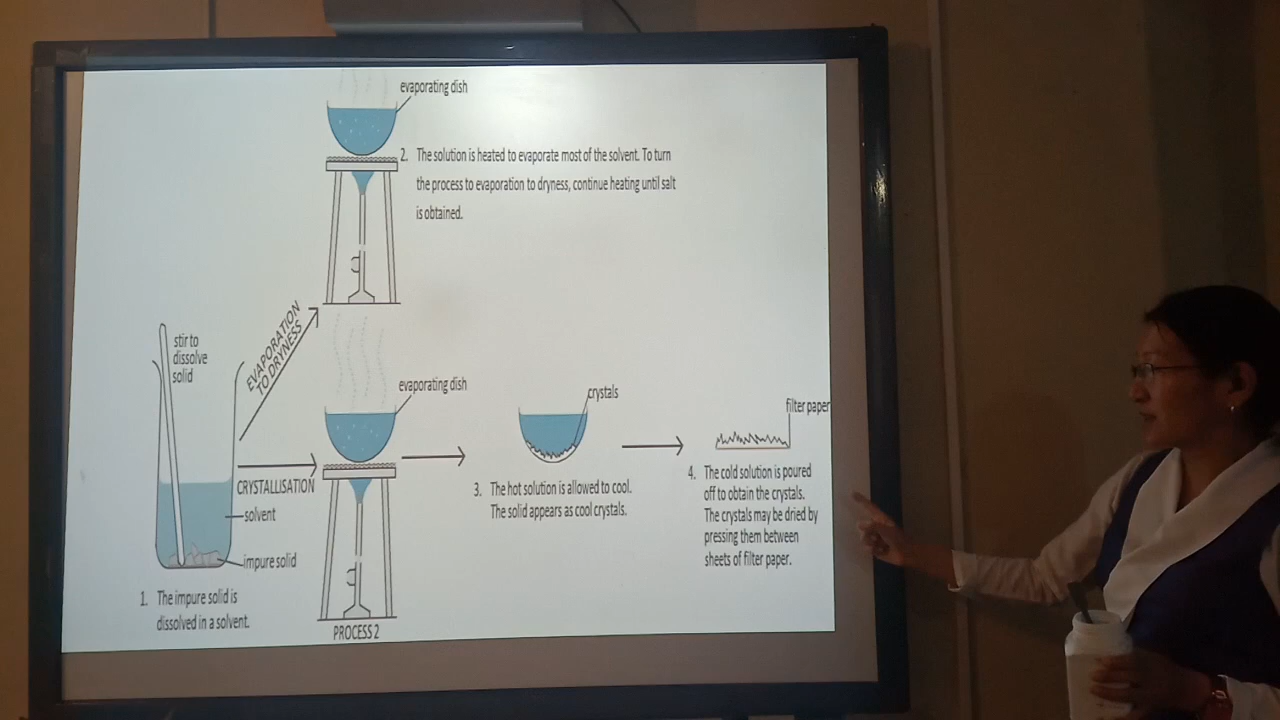 evaporating dish
2. The solution is heated to evaporate most of the solvent. To turn
the process to evaporation to dryness, continue heating until salt
is obtained.
EVAPORATION
TO DRYNESS
stir to
dissolve
solid
evaporating dish
crystals
filter paper
CRYSTALLISATION
solvent
impure solid
1. The impure solid is
dissolved in a solvent.
PROCESS 2
3. The hot solution is allowed to cool.
The solid appears as cool crystals.
4. The cold solution is poured
off to obtain the crystals.
The crystals may be dried by
pressing them between
sheets of filter paper.